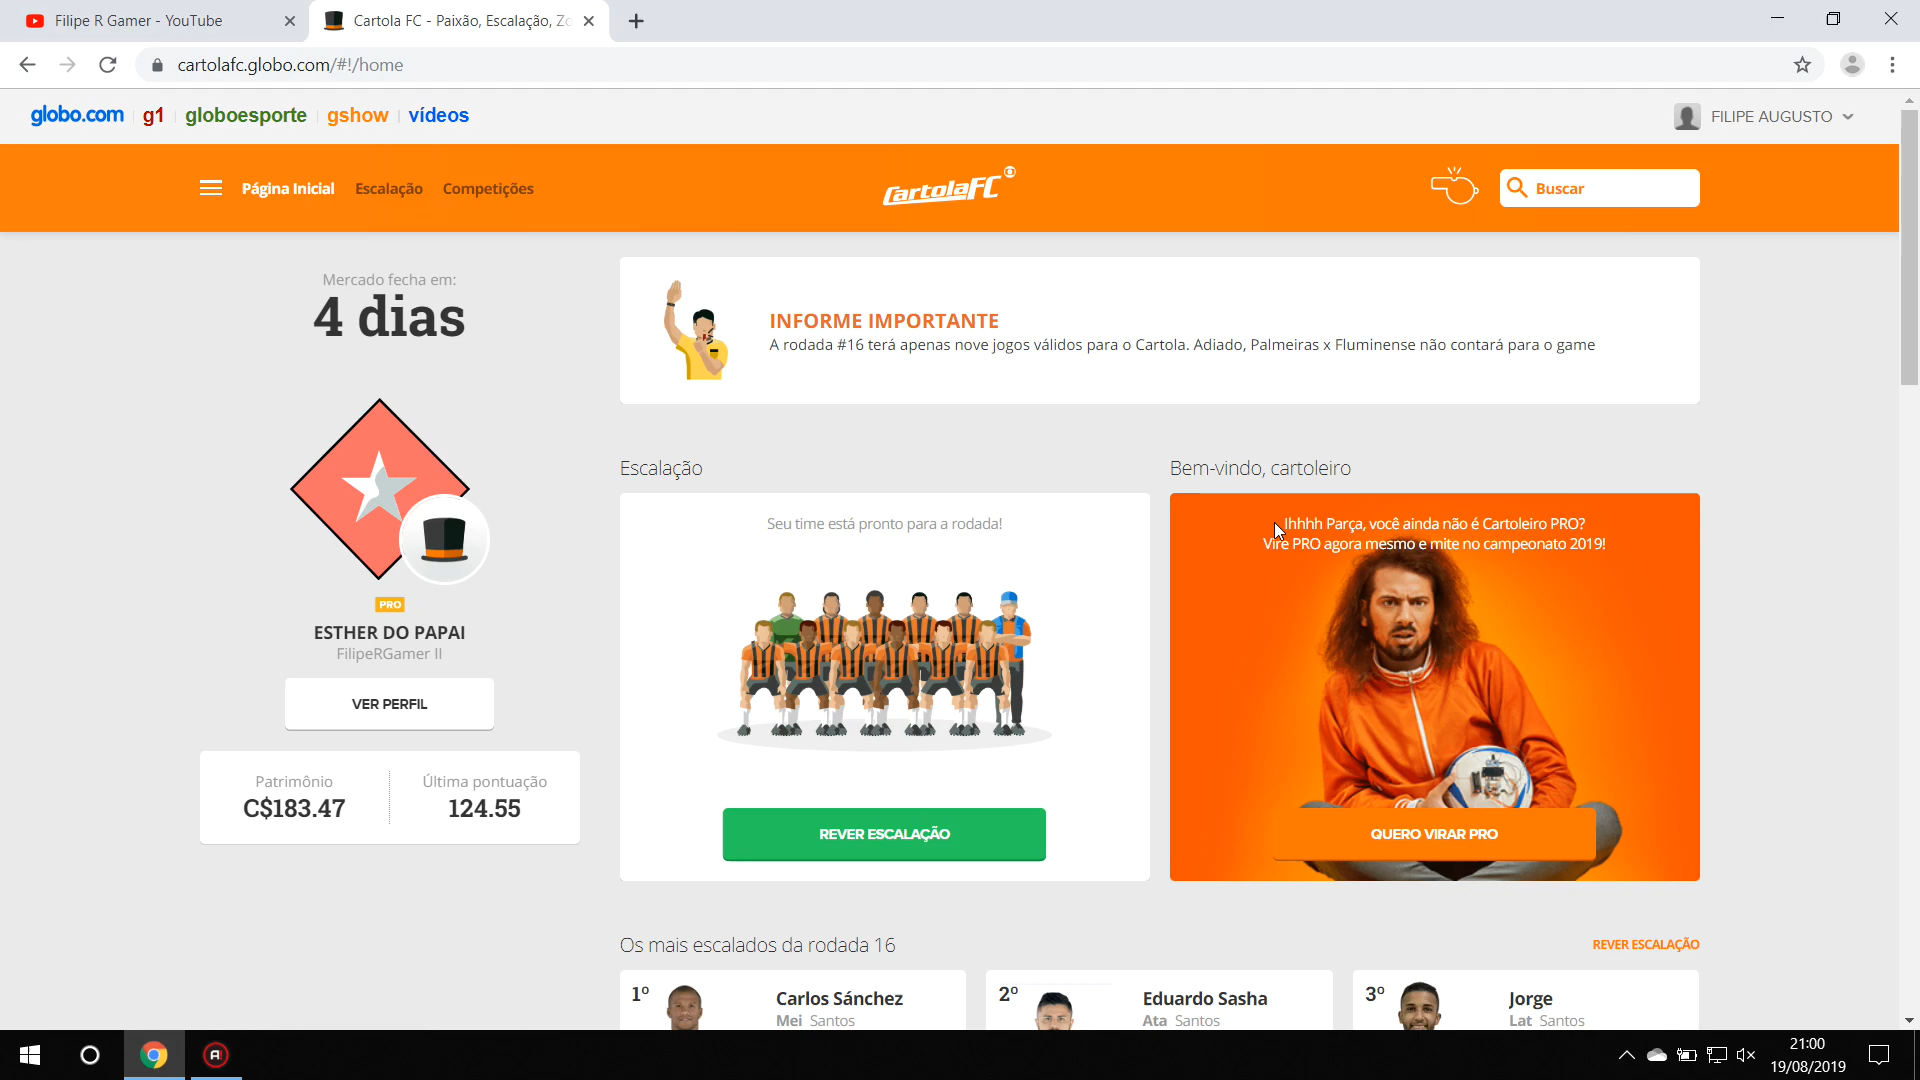 Filipe R Gamer - YouTube
Cartola FC - Paixão, Escalação, Zo
cartolafc.globo.com/#!/home
globo.com g1 globoesporte gshow vídeos
FILIPE AUGUSTO
Página Inicial Escalação Competições
CartolaFC
Buscar
Mercado fecha em:
4 dias
INFORME IMPORTANTE
A rodada #16 terá apenas nove jogos válidos para o Cartola. Adiado, Palmeiras x Fluminense não contará para o game
PRO
ESTHER DO PAPAI
FilipeRGamer II
VER PERFIL
Patrimônio
C$183.47
Última pontuação
124.55
Escalação
Seu time está pronto para a rodada!
REVER ESCALAÇÃO
Bem-vindo, cartoleiro
Ihhhh Parça, você ainda não é Cartoleiro PRO?
Vire PRO agora mesmo e mite no campeonato 2019!
QUERO VIRAR PRO
Os mais escalados da rodada 16
REVER ESCALAÇÃO
1º
Carlos Sánchez
Mei Santos
2º
Eduardo Sasha
Ata Santos
3º
Jorge
Lat Santos
21:00
19/08/2019